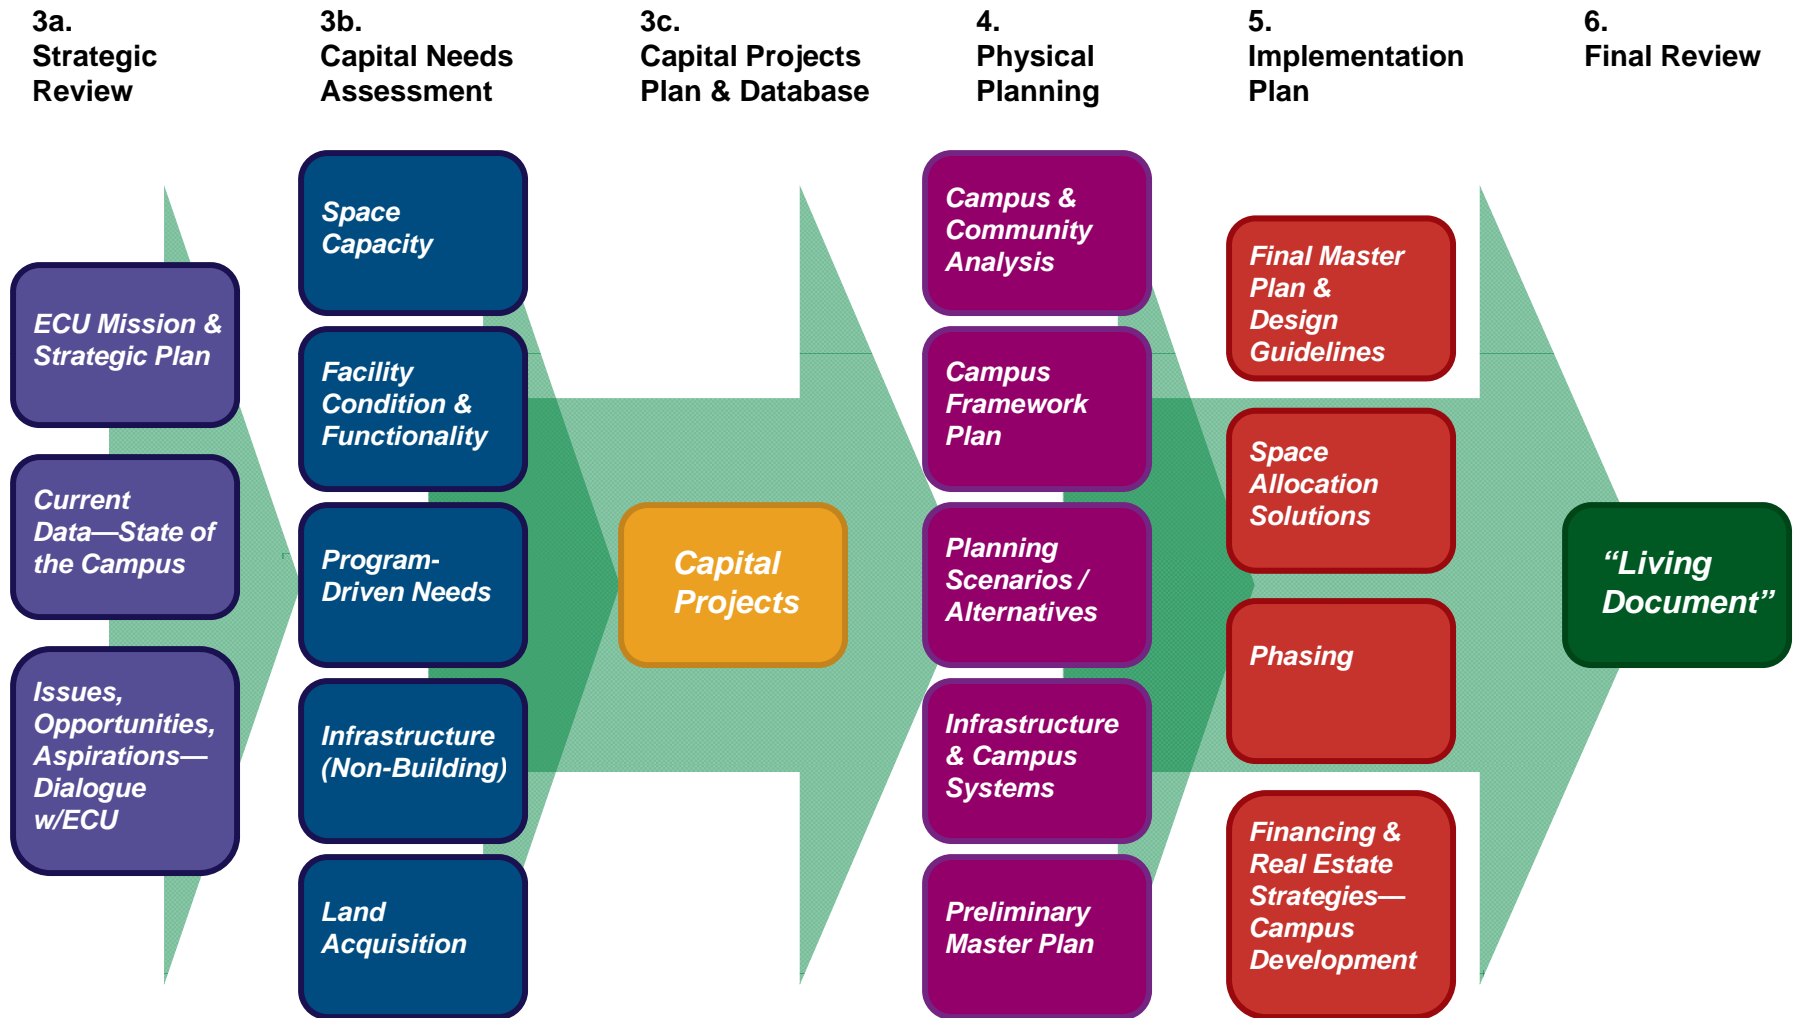 3a.
Strategic
Review
3b.
Capital Needs
Assessment
3c.
Capital Projects
Plan & Database
4.
Physical
Planning
5.
Implementation
Plan
6.
Final Review
ECU Mission &
Strategic Plan
Current
Data—State of
the Campus
Issues,
Opportunities,
Aspirations—
Dialogue
w/ECU
Space
Capacity
Facility
Condition &
Functionality
Program-
Driven Needs
Infrastructure
(Non-Building)
Land
Acquisition
Capital
Projects
Campus &
Community
Analysis
Campus
Framework
Plan
Planning
Scenarios /
Alternatives
Infrastructure
& Campus
Systems
Preliminary
Master Plan
Final Master
Plan &
Design
Guidelines
Space
Allocation
Solutions
Phasing
Financing &
Real Estate
Strategies—
Campus
Development
“Living
Document”